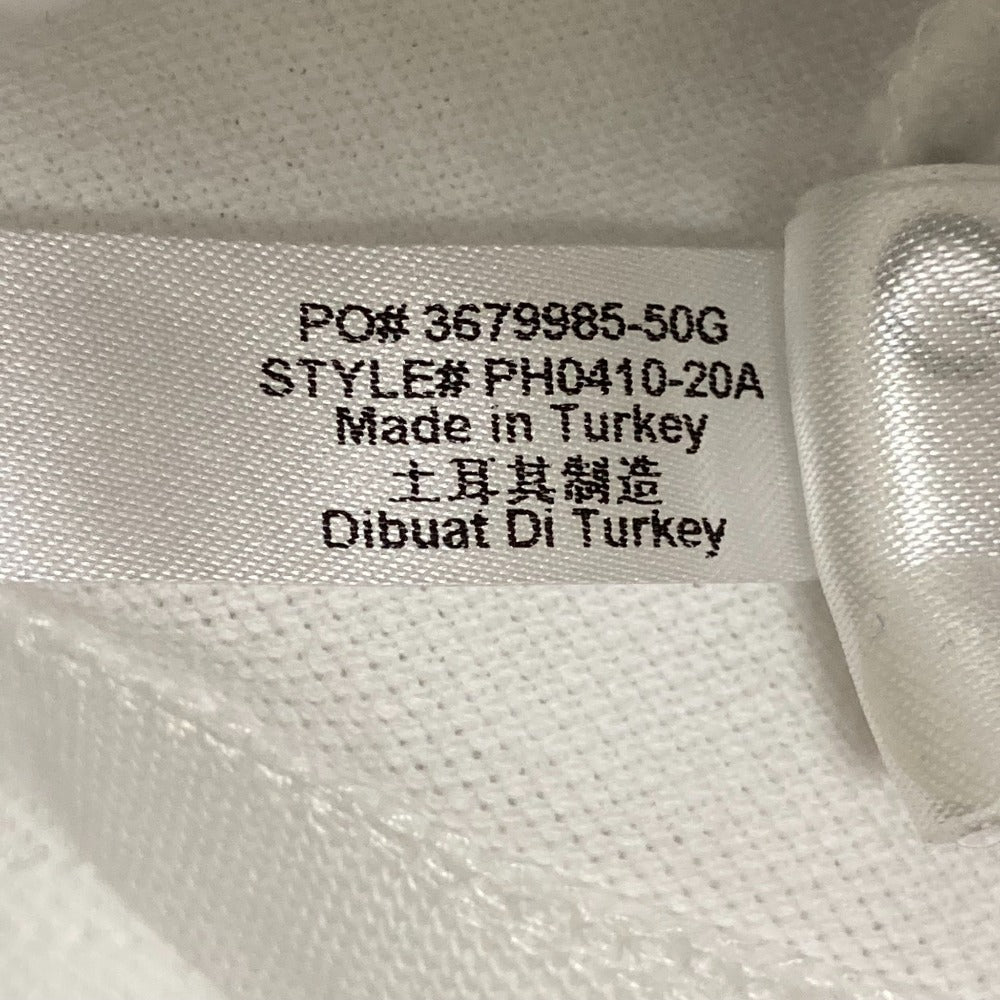 PO# 3679985-50G
STYLE# PH0410-20A
Made in Turkey
土耳其制造
Dibuat Di Turkey